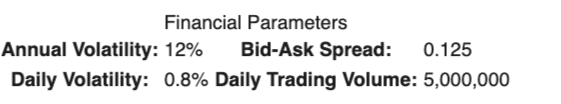 Financial Parameters
Annual Volatility: 12% Bid-Ask Spread: 0.125
Daily Volatility: 0.8% Daily Trading Volume: 5,000,000